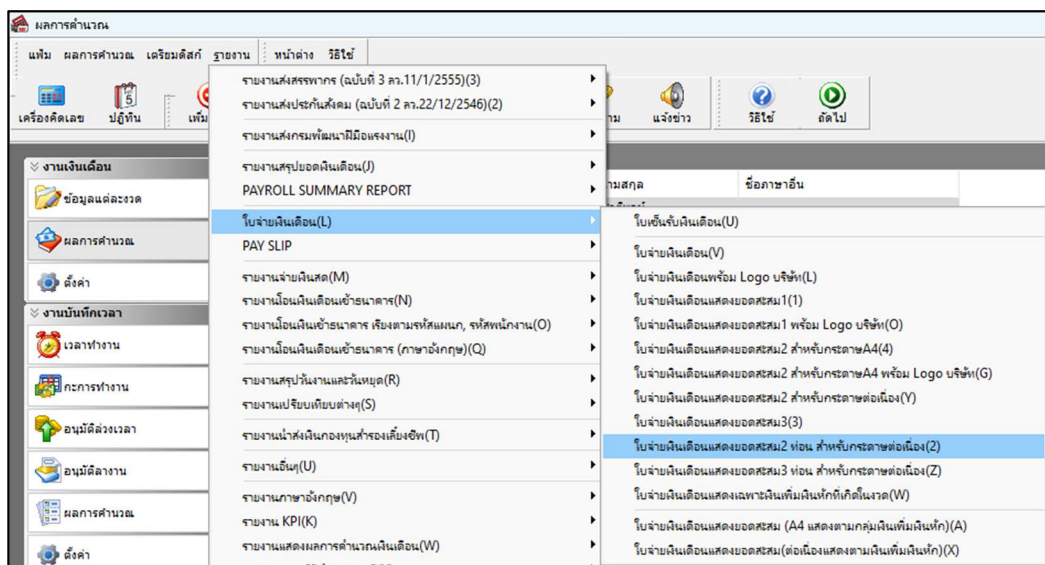 ผลการคำนวณ
แฟ้ม ผลการคำนวณ เตรียมดิสก์ รายงาน หน้าต่าง วิธีใช้
เครื่องคิดเลข ปฏิทิน แจ้งข่าว วิธีใช้ ถัดไป
รายงานส่งสรรพากร (ฉบับที่ 3 ลว.11/1/2555)(3)
รายงานส่งประกันสังคม (ฉบับที่ 2 ลว.22/12/2546)(2)
รายงานส่งกรมพัฒนาฝีมือแรงงาน(I)
รายงานสรุปยอดเงินเดือน(J)
PAYROLL SUMMARY REPORT
ใบจ่ายเงินเดือน(L)
PAY SLIP
รายงานจ่ายเงินสด(M)
รายงานโอนเงินเดือนเข้าธนาคาร(N)
รายงานโอนเงินเข้าธนาคาร เรียงตามรหัสแผนก, รหัสพนักงาน(O)
รายงานโอนเงินเดือนเข้าธนาคาร (ภาษาอังกฤษ)(Q)
รายงานสรุปวันงานและวันหยุด(R)
รายงานเปรียบเทียบต่างๆ(S)
รายงานนำส่งเงินกองทุนสำรองเลี้ยงชีพ(T)
รายงานอื่นๆ(U)
รายงานภาษาอังกฤษ(V)
รายงาน KPI(K)
รายงานแสดงผลการคำนวณเงินเดือน(W)
งานเงินเดือน
ข้อมูลแต่ละงวด
ผลการคำนวณ
ตั้งค่า
งานบันทึกเวลา
เวลาทำงาน
กะการทำงาน
อนุมัติล่วงเวลา
อนุมัติลางาน
ผลการคำนวณ
ตั้งค่า
ชื่อภาษาอื่น
ใบเซ็นรับเงินเดือน(U)
ใบจ่ายเงินเดือน(V)
ใบจ่ายเงินเดือนพร้อม Logo บริษัท(L)
ใบจ่ายเงินเดือนแสดงยอดสะสม1(1)
ใบจ่ายเงินเดือนแสดงยอดสะสม1 พร้อม Logo บริษัท(O)
ใบจ่ายเงินเดือนแสดงยอดสะสม2 สำหรับกระดาษA4(4)
ใบจ่ายเงินเดือนแสดงยอดสะสม2 สำหรับกระดาษA4 พร้อม Logo บริษัท(G)
ใบจ่ายเงินเดือนแสดงยอดสะสม2 สำหรับกระดาษต่อเนื่อง(Y)
ใบจ่ายเงินเดือนแสดงยอดสะสม3(3)
ใบจ่ายเงินเดือนแสดงยอดสะสม2 ท่อน สำหรับกระดาษต่อเนื่อง(2)
ใบจ่ายเงินเดือนแสดงยอดสะสม3 ท่อน สำหรับกระดาษต่อเนื่อง(Z)
ใบจ่ายเงินเดือนแสดงเฉพาะเงินเพิ่มเงินหักที่เกิดในงวด(W)
ใบจ่ายเงินเดือนแสดงยอดสะสม (A4 แสดงตามกลุ่มเงินเพิ่มเงินหัก)(A)
ใบจ่ายเงินเดือนแสดงยอดสะสม(ต่อเนื่องแสดงตามเงินเพิ่มเงินหัก)(X)